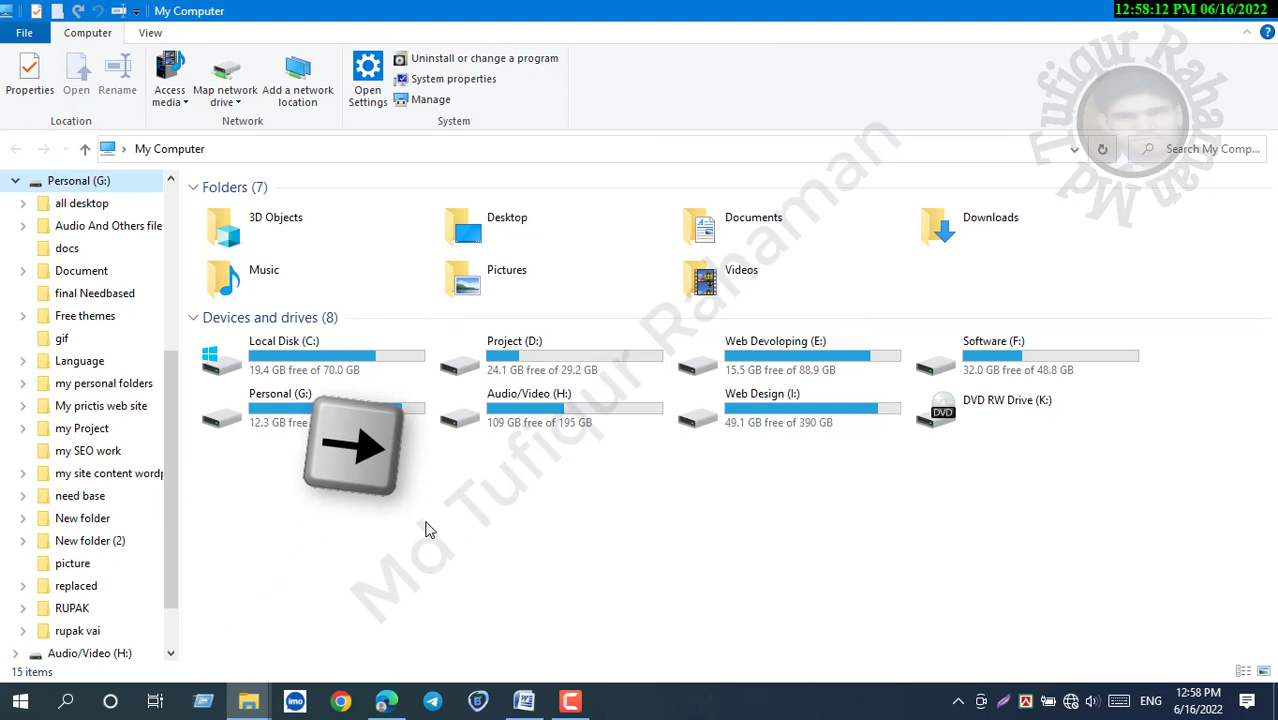 My Computer
12:58:12 PM 06/16/2022
File
Computer
View
Properties
Open
Rename
Access media
Map network drive
Add a network location
Open Settings
Uninstall or change a program
System properties
Manage
Location
Network
System
My Computer
Search My Comp...
Md Tufiqur Rahaman
Md Tufiqur Rahaman
Personal (G:)
all desktop
Audio And Others file
docs
Document
final Needbased
Free themes
gif
Language
my personal folders
My prictis web site
my Project
my SEO work
my site content wordp
need base
New folder
New folder (2)
picture
replaced
RUPAK
rupak vai
Audio/Video (H:)
Folders (7)
3D Objects
Desktop
Documents
Downloads
Music
Pictures
Videos
Devices and drives (8)
Local Disk (C:)
19.4 GB free of 70.0 GB
Project (D:)
24.1 GB free of 29.2 GB
Web Devoloping (E:)
15.5 GB free of 88.9 GB
Software (F:)
32.0 GB free of 48.8 GB
Personal (G:)
12.3 GB free
Audio/Video (H:)
109 GB free of 195 GB
Web Design (I:)
49.1 GB free of 390 GB
DVD RW Drive (K:)
DVD
15 items
imo
ENG
12:58 PM
6/16/2022